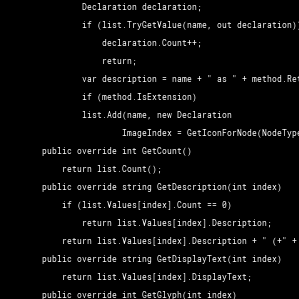 Declaration declaration;
if (list.TryGetValue(name, out declaration))
declaration.Count++;
return;
var description = name + " as " + method.Ret
if (method.IsExtension)
list.Add(name, new Declaration
ImageIndex = GetIconForNode(NodeType
public override int GetCount()
return list.Count();
public override string GetDescription(int index)
if (list.Values[index].Count == 0)
return list.Values[index].Description;
return list.Values[index].Description + " (+" +
public override string GetDisplayText(int index)
return list.Values[index].DisplayText;
public override int GetGlyph(int index)